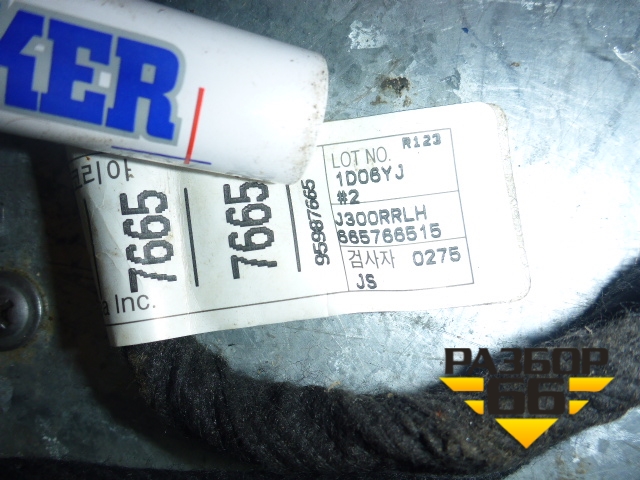 KER
리아
7665
7665
95987665
a Inc.
R123
LOT NO.
1D06YJ
#2
J300RRLH
665766515
검사자 0275
JS
РАЗБОР
66